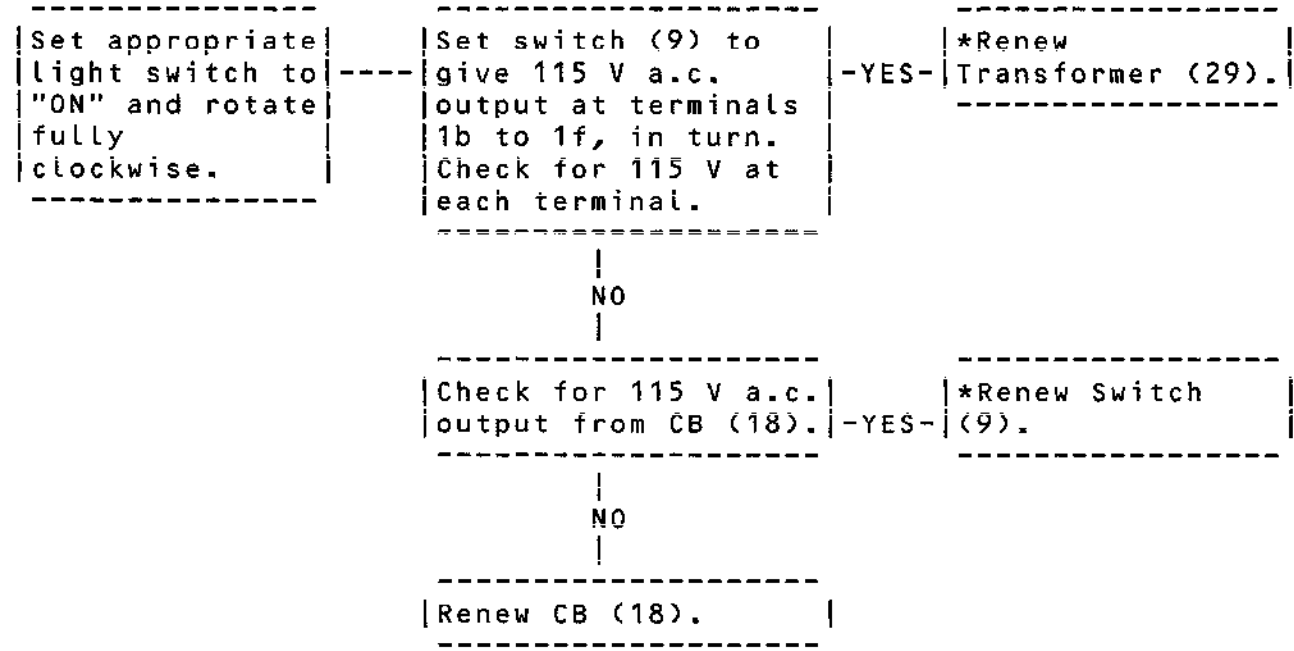 Set appropriate
light switch to
"ON" and rotate
fully
clockwise.
Set switch (9) to
give 115 V a.c.
output at terminals
1b to 1f, in turn.
Check for 115 V at
each terminal.
-YES-
*Renew
Transformer (29).
NO
Check for 115 V a.c.
output from CB (18).
-YES-
*Renew Switch
(9).
NO
Renew CB (18).